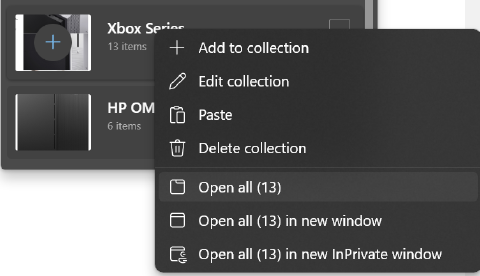 Xbox Series
13 items
HP OM
6 items
Add to collection
Edit collection
Paste
Delete collection
Open all (13)
Open all (13) in new window
Open all (13) in new InPrivate window